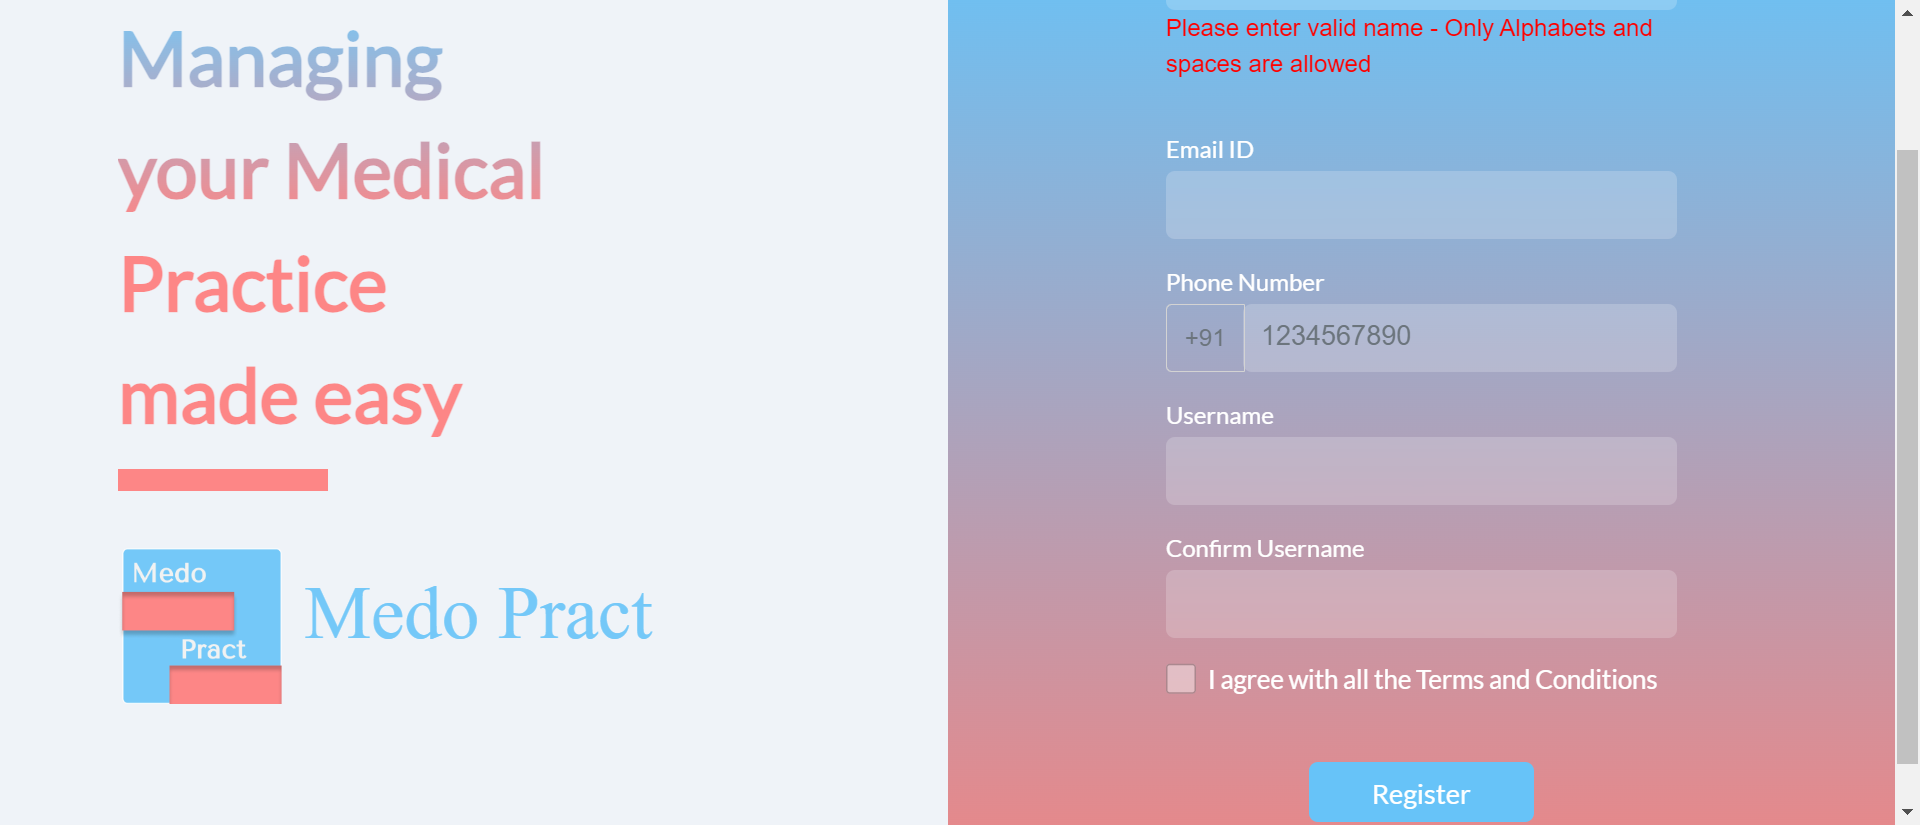 Managing
your Medical
Practice
made easy
Medo
Pract
Medo Pract
Please enter valid name - Only Alphabets and
spaces are allowed
Email ID
Phone Number
+91 1234567890
Username
Confirm Username
I agree with all the Terms and Conditions
Register